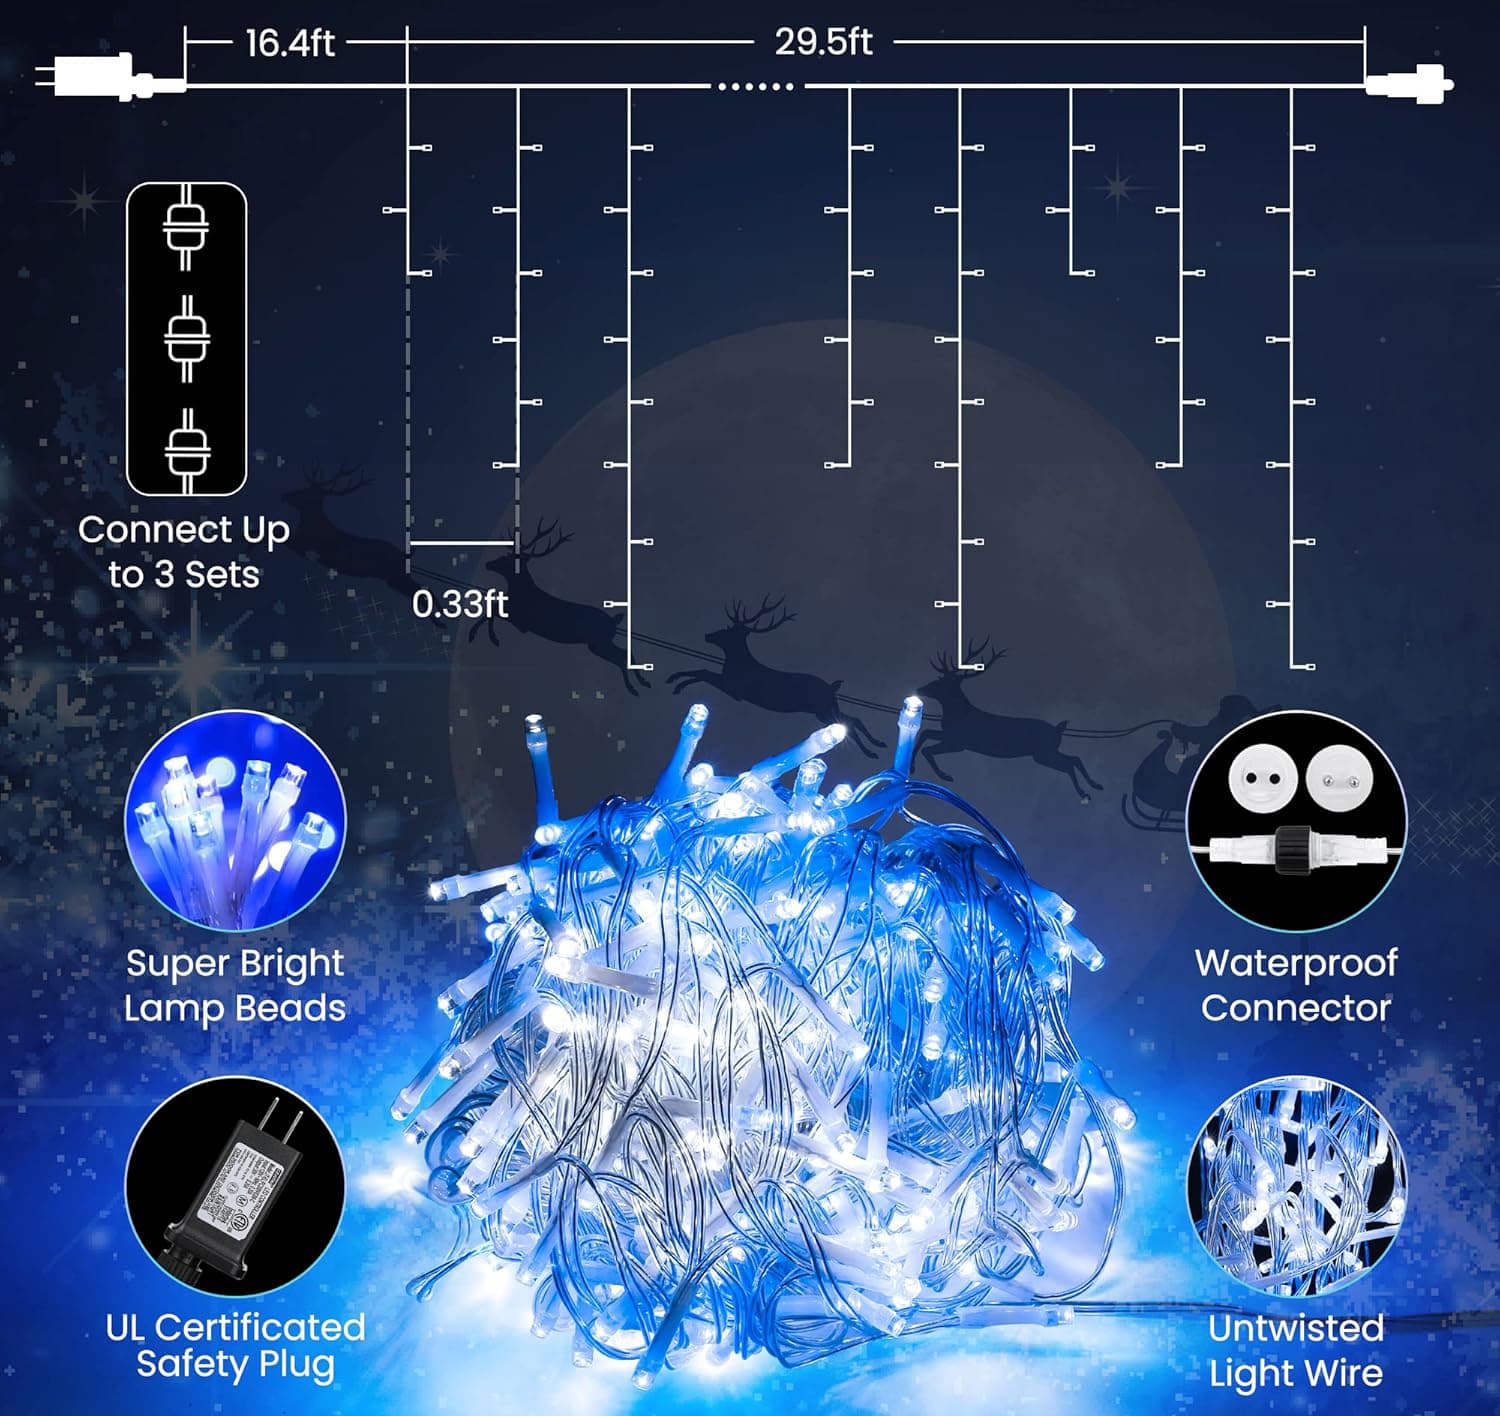 16.4ft
29.5ft
Connect Up
to 3 Sets
0.33ft
Super Bright
Lamp Beads
Waterproof
Connector
UL Certificated
Safety Plug
Untwisted
Light Wire